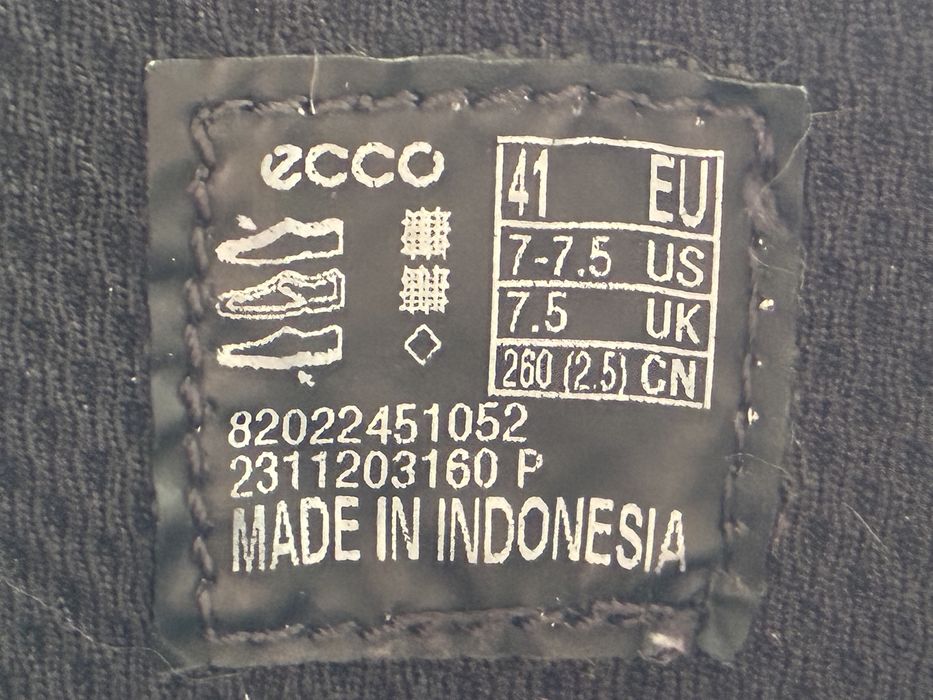 ecco
41 EU
7-7.5 US
7.5 UK
260 (2.5) CN
82022451052
2311203160 P
MADE IN INDONESIA